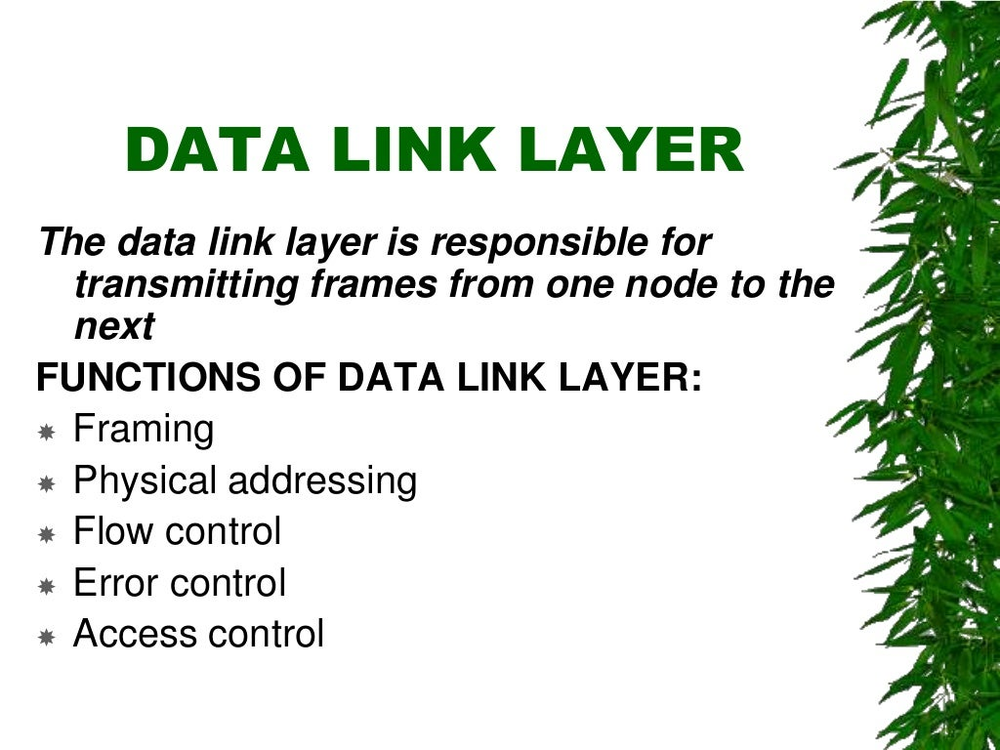 DATA LINK LAYER
The data link layer is responsible for
transmitting frames from one node to the
next
FUNCTIONS OF DATA LINK LAYER:
Framing
Physical addressing
Flow control
Error control
Access control